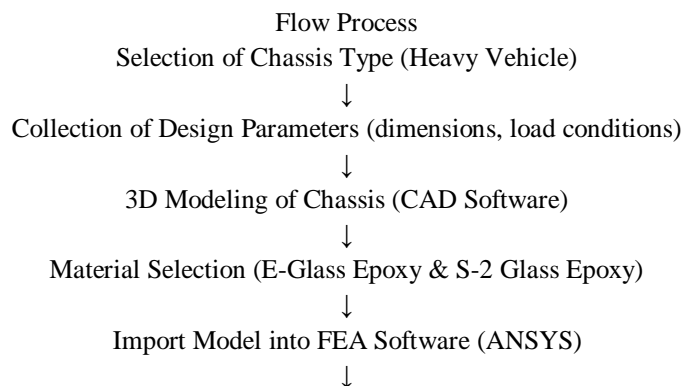 Flow Process
Selection of Chassis Type (Heavy Vehicle)
↓
Collection of Design Parameters (dimensions, load conditions)
↓
3D Modeling of Chassis (CAD Software)
↓
Material Selection (E-Glass Epoxy & S-2 Glass Epoxy)
↓
Import Model into FEA Software (ANSYS)
↓